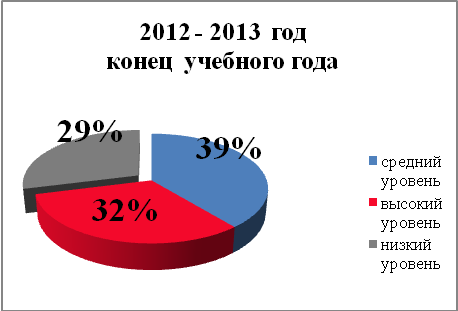 2012 - 2013 год
конец учебного года
29%
39%
32%
средний
уровень
высокий
уровень
низкий
уровень